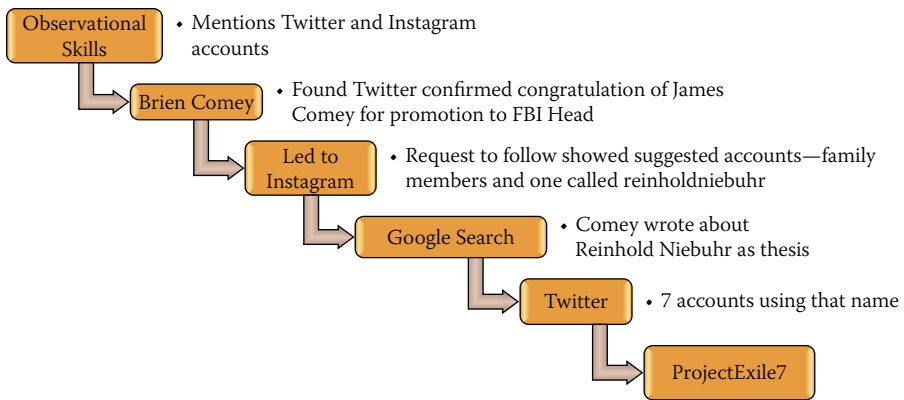 Observational
Skills
• Mentions Twitter and Instagram
accounts
Brien Comey
• Found Twitter confirmed congratulation of James
Comey for promotion to FBI Head
Led to
Instagram
• Request to follow showed suggested accounts—family
members and one called reinholdniebuhr
Google Search
• Comey wrote about
Reinhold Niebuhr as thesis
Twitter
• 7 accounts using that name
ProjectExile7